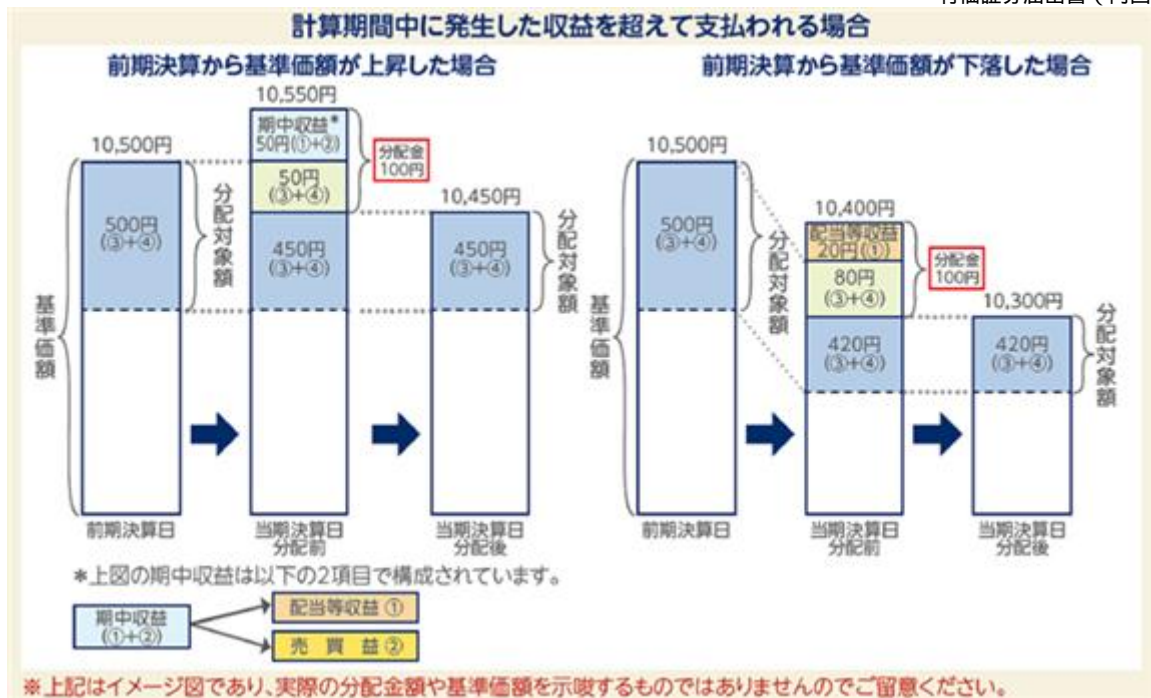 計算期間中に発生した収益を超えて支払われる場合
前期決算から基準価額が上昇した場合
10,550円
期中収益*
50円(①+②)
分配金
100円
10,500円
50円
(③+④)
10,450円
500円
(③+④)
分配対象額
450円
(③+④)
450円
(③+④)
分配対象額
基準価額
前期決算日
当期決算日
分配前
当期決算日
分配後
前期決算から基準価額が下落した場合
10,500円
10,400円
500円
(③+④)
分配対象額
配当等収益
20円(①)
分配金
100円
80円
(③+④)
10,300円
420円
(③+④)
420円
(③+④)
分配対象額
基準価額
前期決算日
当期決算日
分配前
当期決算日
分配後
*上図の期中収益は以下の2項目で構成されています。
期中収益
(①+②)
配当等収益 ①
売 買 益 ②
※上記はイメージ図であり、実際の分配金額や基準価額を示唆するものではありませんのでご留意ください。